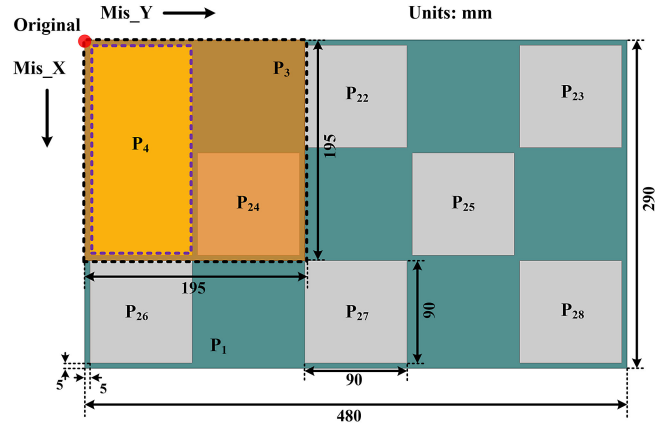 Mis_Y
Units: mm
Original
Mis_X
P3
P22
P23
P4
195
P24
P25
290
195
P26
P27
90
P28
P1
5
5
90
480